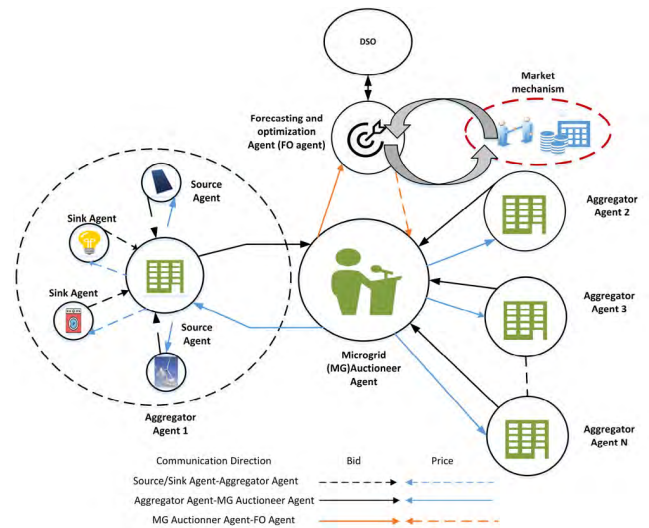 DSO
Market
mechanism
Forecasting and
optimization
Agent (FO agent)
Source
Agent
Sink Agent
Sink Agent
Source
Agent
Aggregator
Agent 1
Microgrid
(MG)Auctioneer
Agent
Aggregator
Agent 2
Aggregator
Agent 3
Aggregator
Agent N
Communication Direction Bid Price
Source/Sink Agent-Aggregator Agent
Aggregator Agent-MG Auctioneer Agent
MG Auctionner Agent-FO Agent